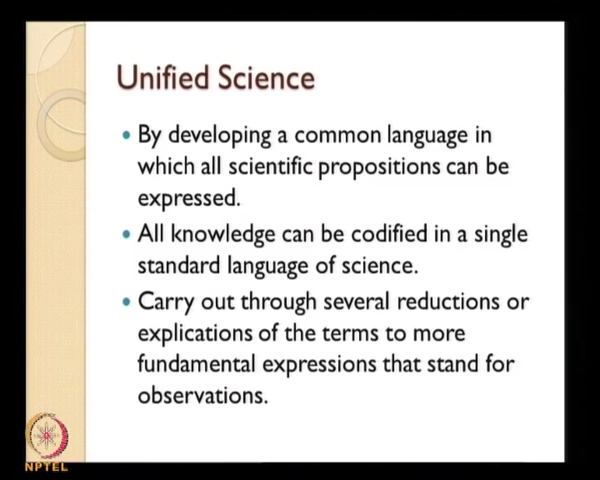 Unified Science
• By developing a common language in
which all scientific propositions can be
expressed.
• All knowledge can be codified in a single
standard language of science.
• Carry out through several reductions or
explications of the terms to more
fundamental expressions that stand for
observations.
NPTEL